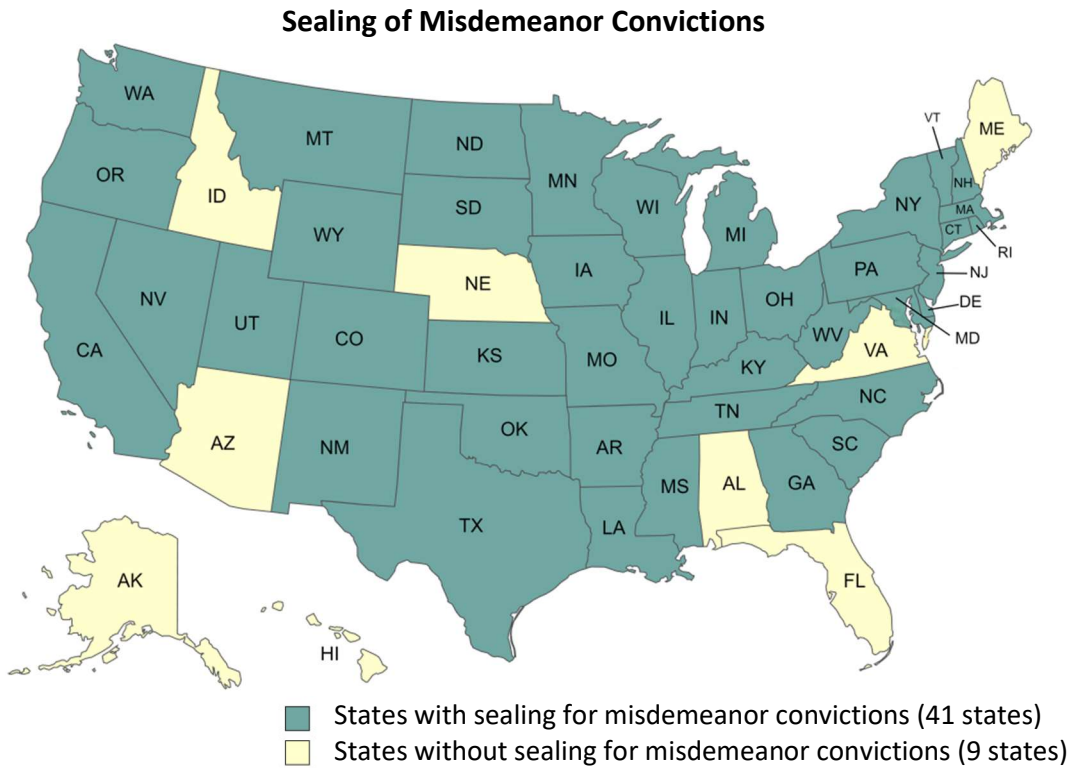 Sealing of Misdemeanor Convictions
WA
MT
ND
MN
VT
ME
OR
ID
SD
WI
MI
NY
NH
MA
CT
RI
WY
NE
IA
PA
NJ
NV
UT
CO
IL
IN
OH
DE
MD
CA
KS
MO
WV
VA
KY
NC
AZ
NM
OK
AR
TN
SC
MS
AL
GA
TX
LA
AK
FL
HI
States with sealing for misdemeanor convictions (41 states)
States without sealing for misdemeanor convictions (9 states)